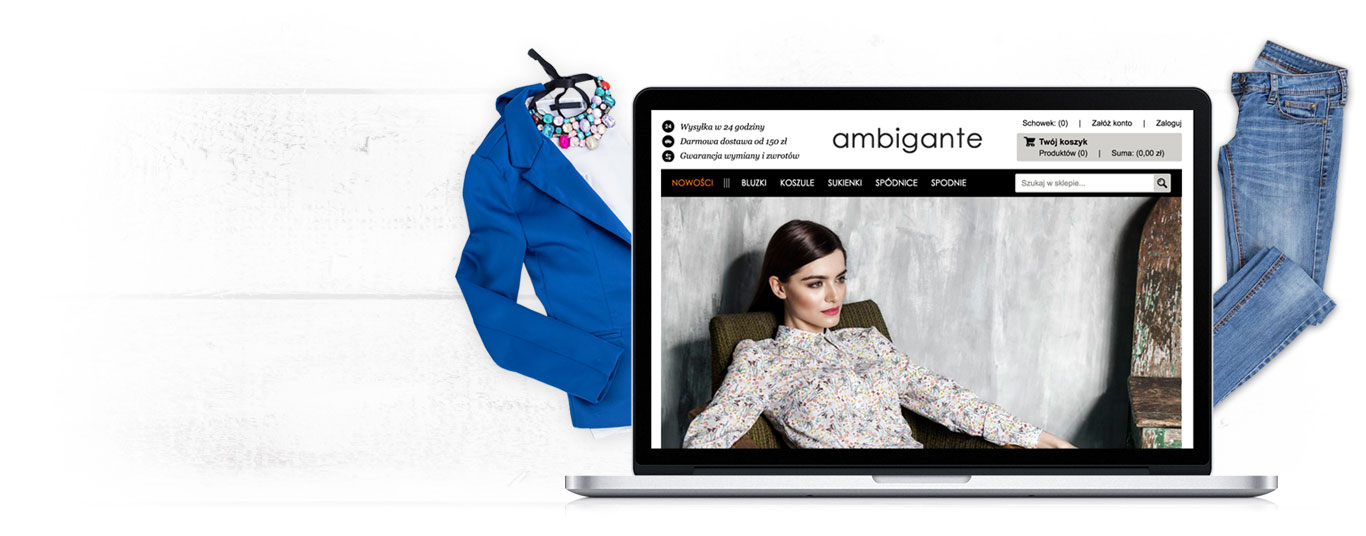 Wysyłka w 24 godziny
Darmowa dostawa od 150 zł
Gwarancja wymiany i zwrotów
ambigante
Schowek: (0) | Załóż konto | Zaloguj
Twój koszyk
Produktów (0) | Suma: (0,00 zł)
NOWOŚCI ||| BLUZKI KOSZULE SUKIENKI SPÓDNICE SPODNIE
Szukaj w sklepie...